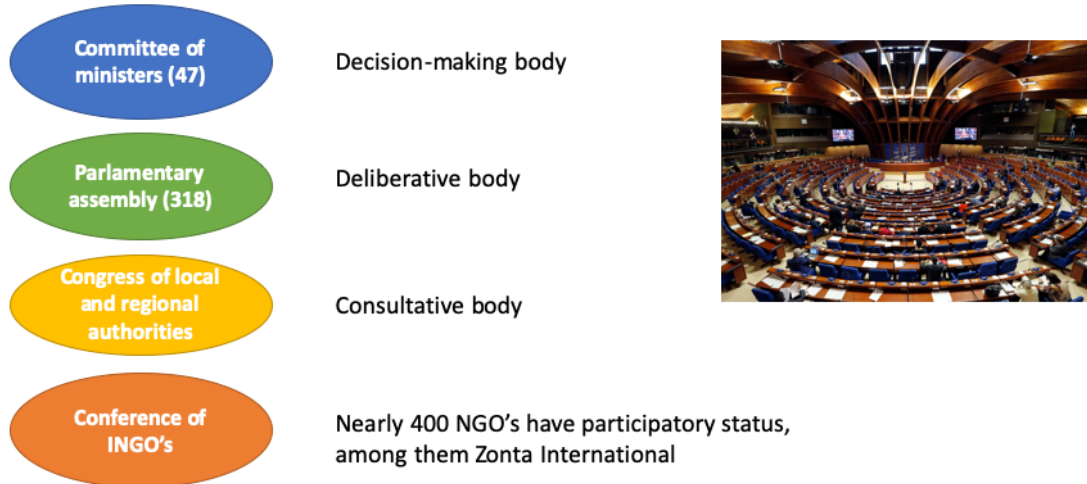 Committee of
ministers (47)
Decision-making body
Parlamentary
assembly (318)
Deliberative body
Congress of local
and regional
authorities
Consultative body
Conference of
INGO’s
Nearly 400 NGO’s have participatory status,
among them Zonta International